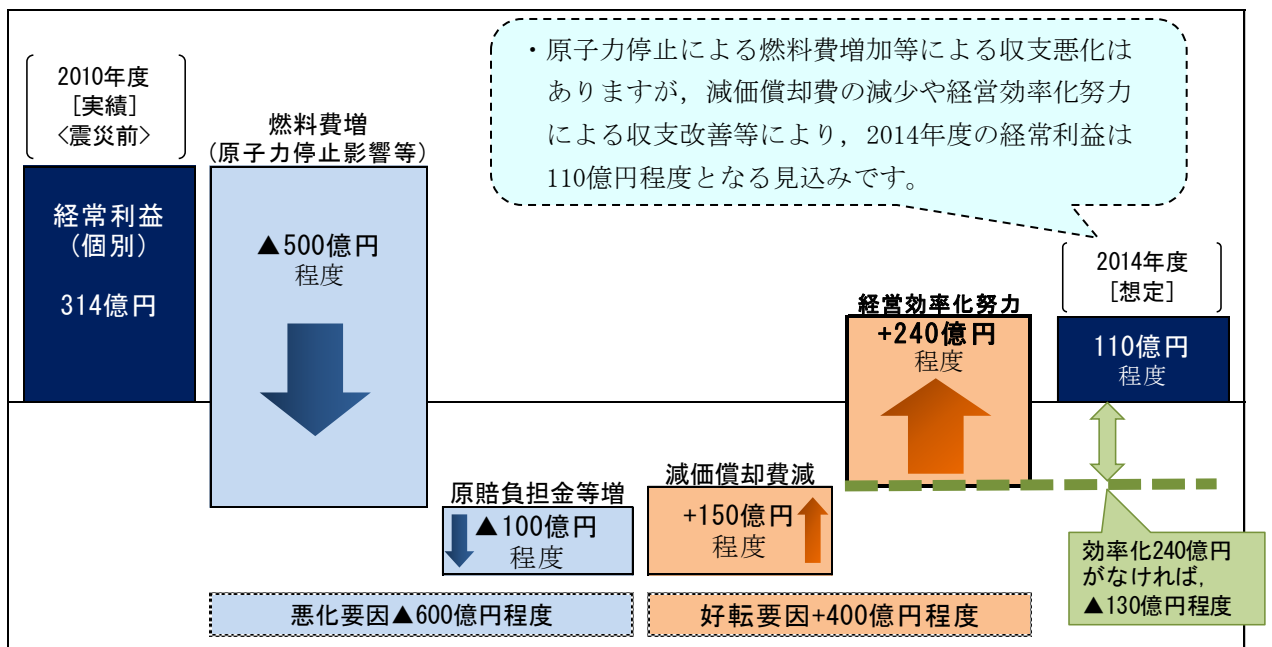 ・原子力停止による燃料費増加等による収支悪化は
ありますが，減価償却費の減少や経営効率化努力
による収支改善等により，2014年度の経常利益は
110億円程度となる見込みです。
2010年度
[実績]
<震災前>
経常利益
(個別)
314億円
燃料費増
(原子力停止影響等)
▲500億円
程度
原賠負担金等増
▲100億円
程度
減価償却費減
+150億円
程度
経営効率化努力
+240億円
程度
2014年度
[想定]
110億円
程度
効率化240億円
がなければ，
▲130億円程度
悪化要因▲600億円程度
好転要因+400億円程度